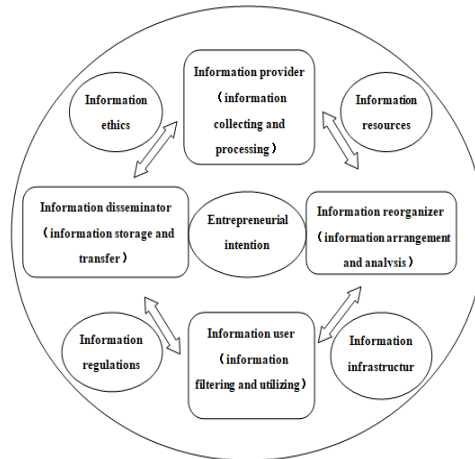 Information provider
（information
collecting and
processing）
Information
ethics
Information
resources
Information disseminator
（information storage and
transfer）
Entrepreneurial
intention
Information reorganizer
（information arrangement
and analysis）
Information
regulations
Information user
（information
filtering and utilizing）
Information
infrastructur